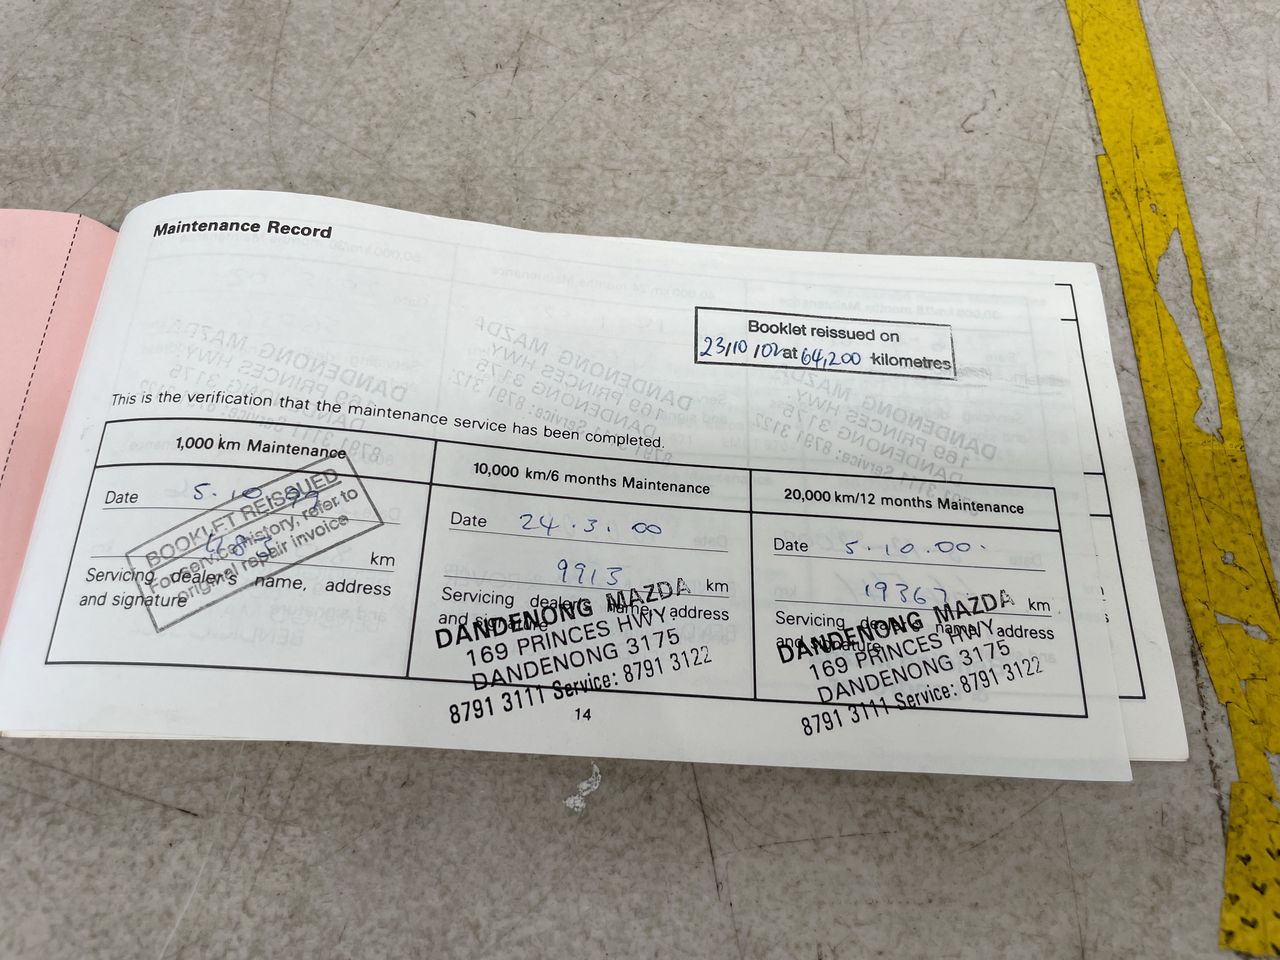 Maintenance Record
Booklet reissued on
23/10/02 at 64,200 kilometres
This is the verification that the maintenance service has been completed.
1,000 km Maintenance
Date 5.10.99
km
Servicing dealer's name, address
and signature
BOOKLET REISSUED
For service history, refer to
original repair invoice
10,000 km/6 months Maintenance
Date 24.3.00
9913 km
Servicing dealer's name, address
and signature
DANDENONG MAZDA
169 PRINCES HWY
DANDENONG 3175
8791 3111 Service: 8791 3122
20,000 km/12 months Maintenance
Date 5.10.00.
19367 km
Servicing dealer's name, address
and signature
DANDENONG MAZDA
169 PRINCES HWY
DANDENONG 3175
8791 3111 Service: 8791 3122
14